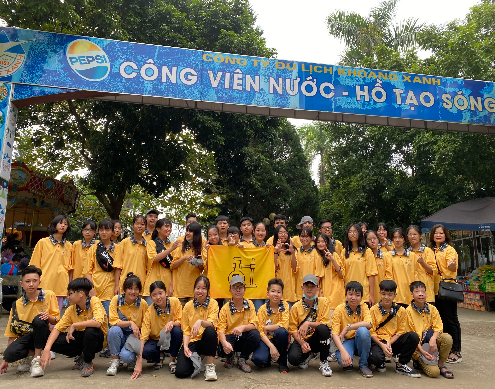 PEPSI
CÔNG TY DU LỊCH KHOANG XANH
CÔNG VIÊN NƯỚC - HỒ TẠO SÓNG